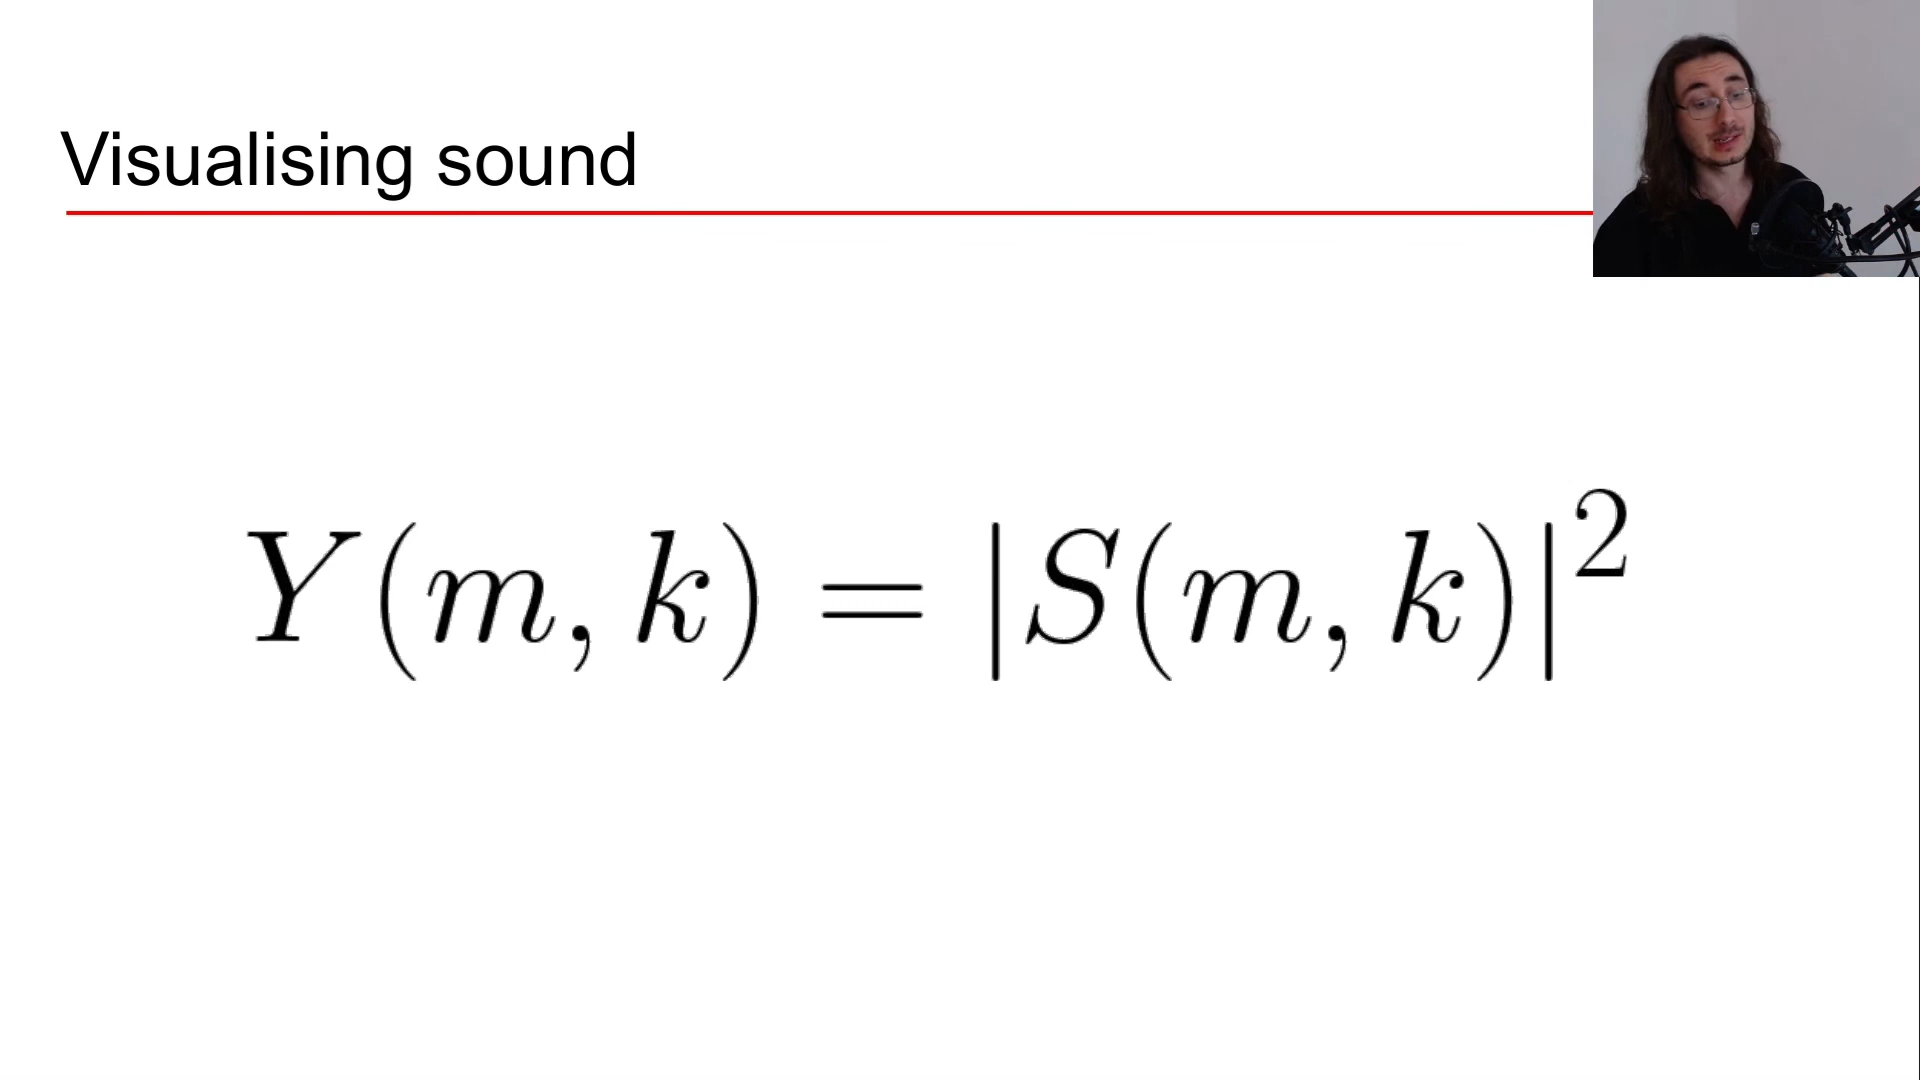 Visualising sound
Y(m, k) = |S(m, k)|²